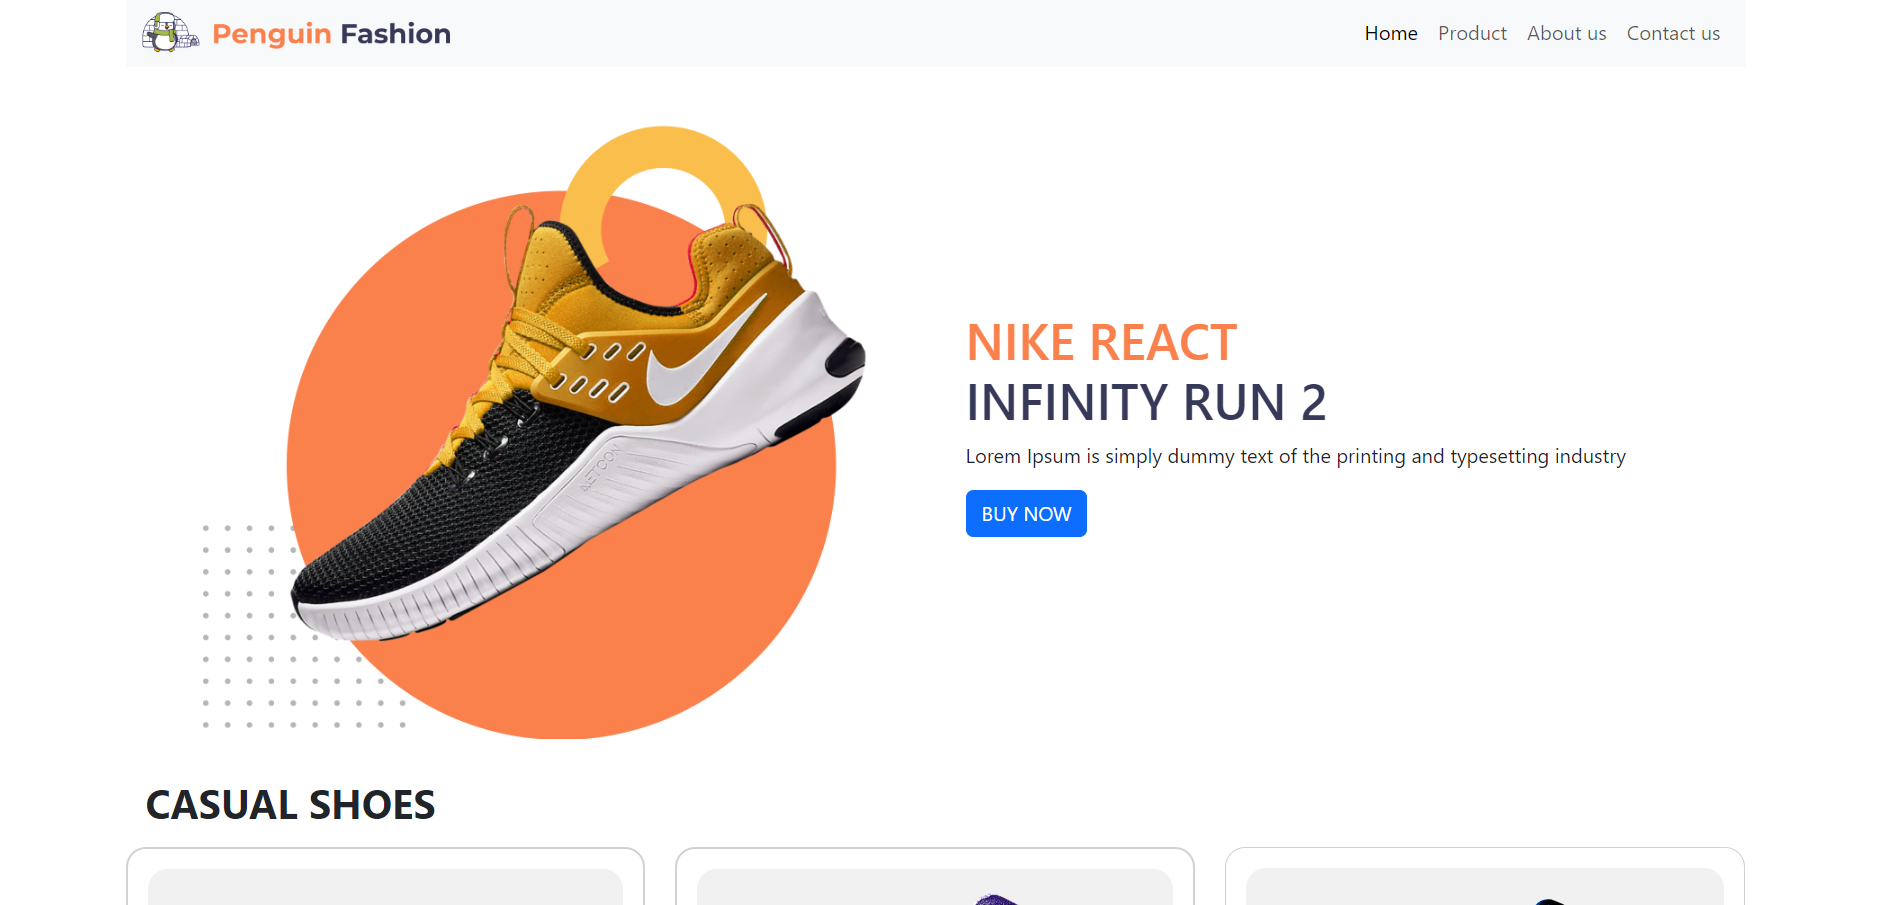 Penguin Fashion
Home Product About us Contact us
NIKE REACT
INFINITY RUN 2
Lorem Ipsum is simply dummy text of the printing and typesetting industry
BUY NOW
CASUAL SHOES